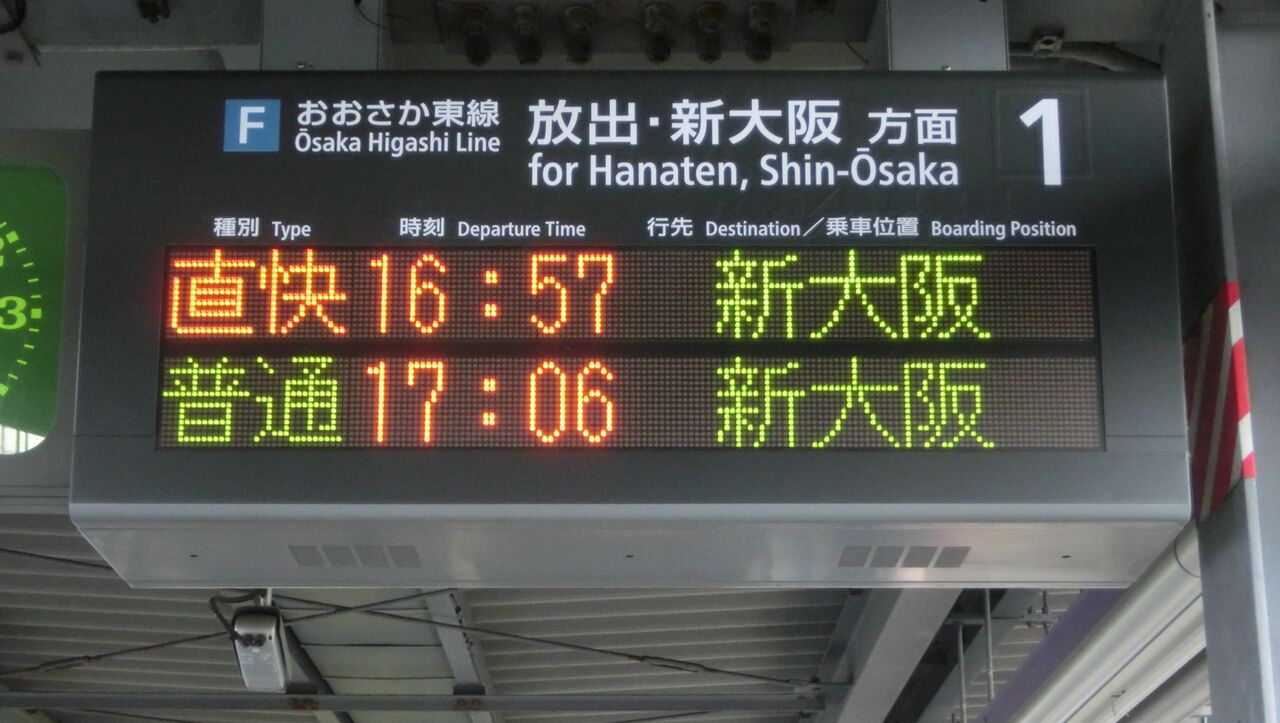 F おおさか東線 放出・新大阪 方面 1
Ōsaka Higashi Line for Hanaten, Shin-Ōsaka
種別 Type 時刻 Departure Time 行先 Destination／乗車位置 Boarding Position
直快 16:57 新大阪
普通 17:06 新大阪
3